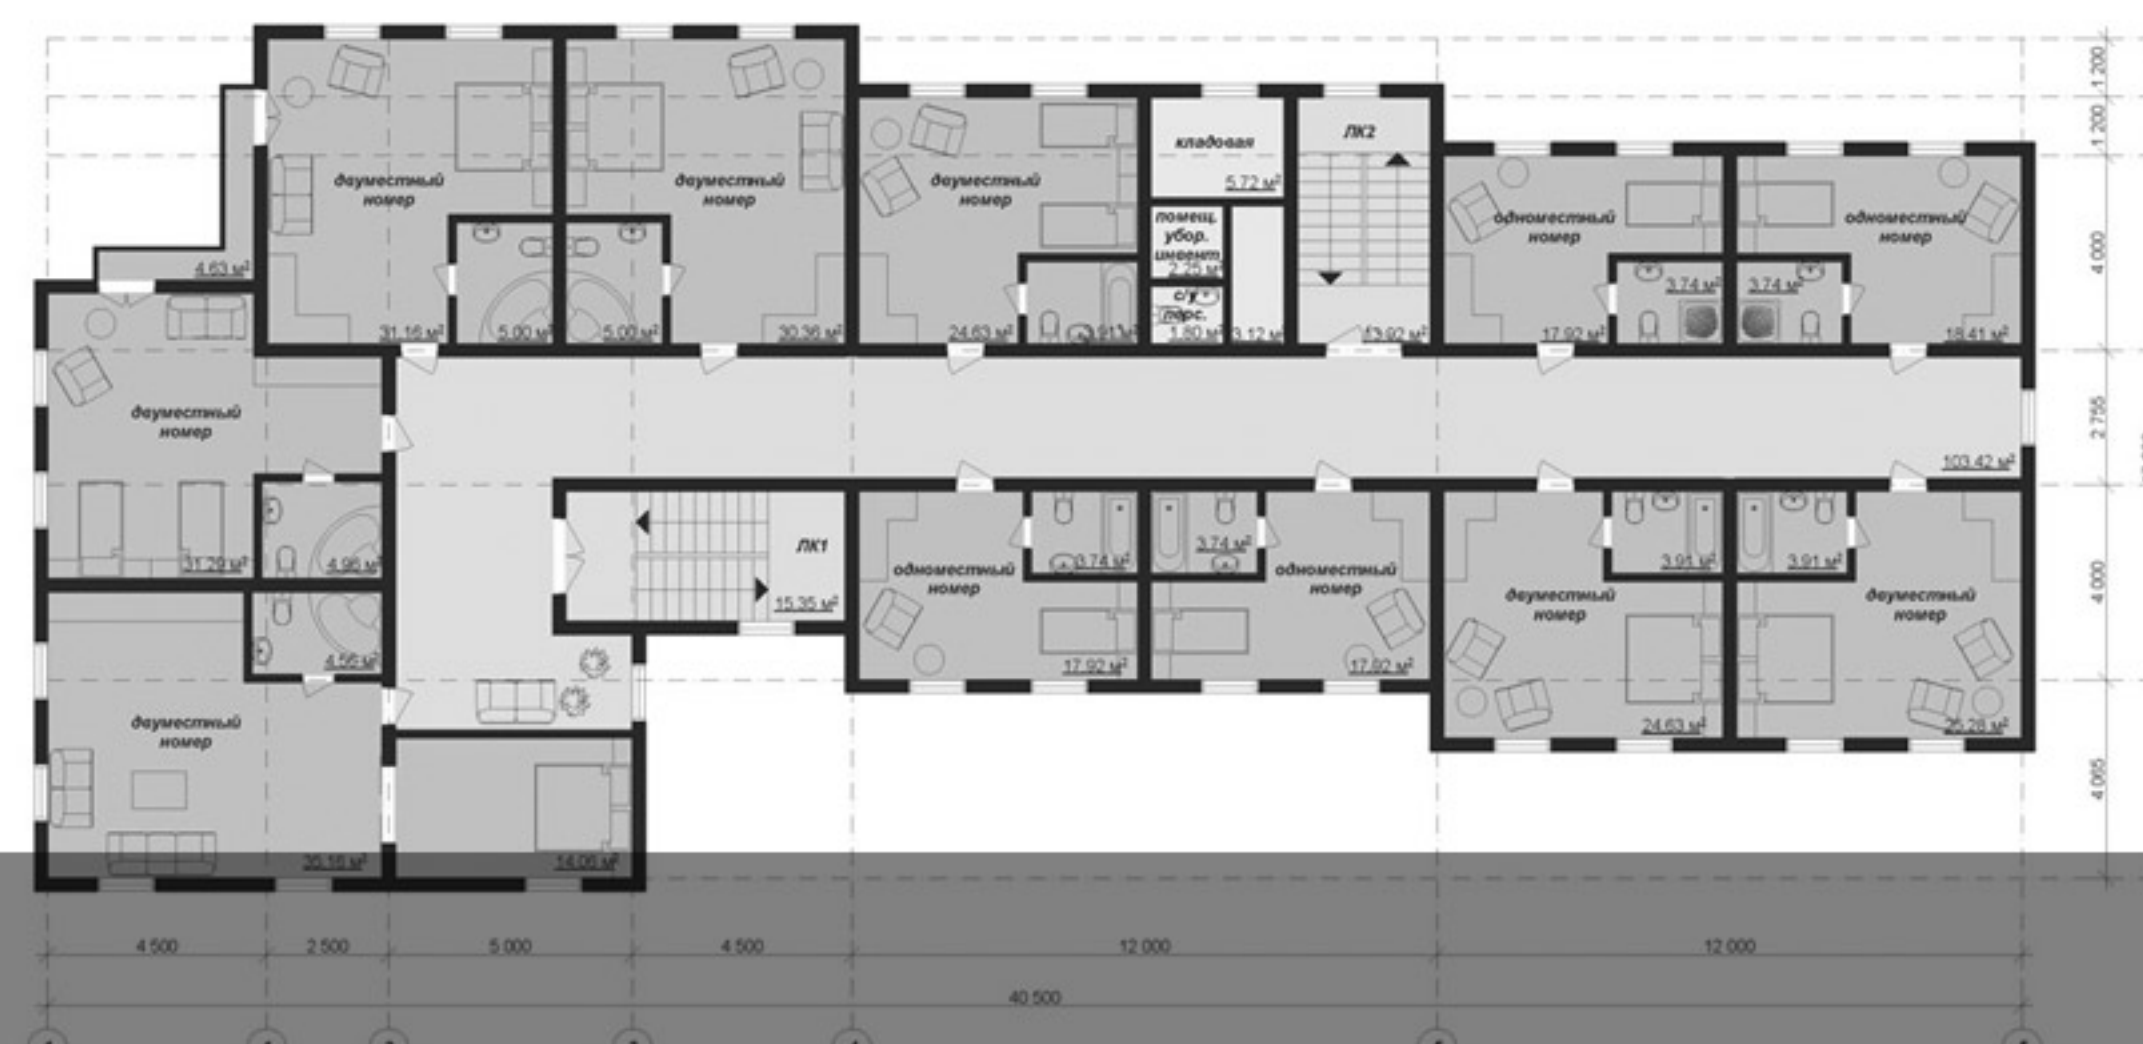 двуместный
номер
31.16 м²
5.00 м²
двуместный
номер
5.00 м²
30.36 м²
двуместный
номер
24.63 м²
3.91 м²
кладовая
5.72 м²
помещ.
убор.
инвент.
2.25 м²
с/у
перс.
1.80 м²
3.12 м²
ЛК2
13.92 м²
одноместный
номер
17.92 м²
3.74 м²
одноместный
номер
3.74 м²
18.41 м²
4.63 м²
двуместный
номер
31.29 м²
4.96 м²
103.42 м²
ЛК1
15.35 м²
одноместный
номер
3.74 м²
17.92 м²
3.74 м²
одноместный
номер
17.92 м²
двуместный
номер
3.91 м²
24.63 м²
3.91 м²
двуместный
номер
25.28 м²
4.56 м²
двуместный
номер
14.06 м²
1 200
1 200
4 000
2 755
4 000
4 065
4 500
2 500
5 000
4 500
12 000
12 000
40 500